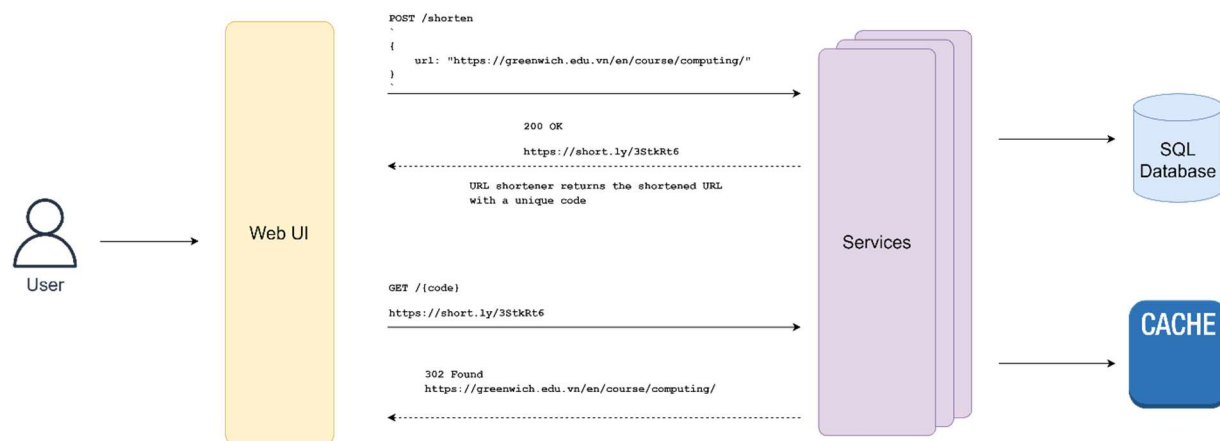 POST /shorten
`
{
url: "https://greenwich.edu.vn/en/course/computing/"
}
`
200 OK
https://short.ly/3StkRt6
URL shortener returns the shortened URL
with a unique code
User
Web UI
Services
SQL
Database
GET /{code}
https://short.ly/3StkRt6
302 Found
https://greenwich.edu.vn/en/course/computing/
CACHE